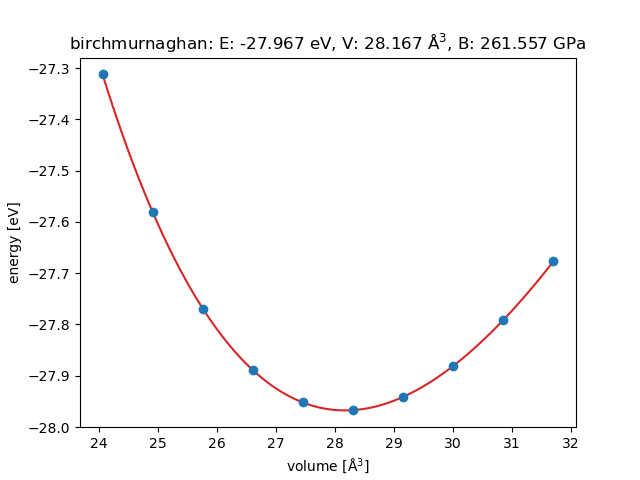 birchmurnaghan: E: -27.967 eV, V: 28.167 Å³, B: 261.557 GPa
−27.3
−27.4
−27.5
−27.6
−27.7
−27.8
−27.9
−28.0
energy [eV]
24 25 26 27 28 29 30 31 32
volume [Å³]